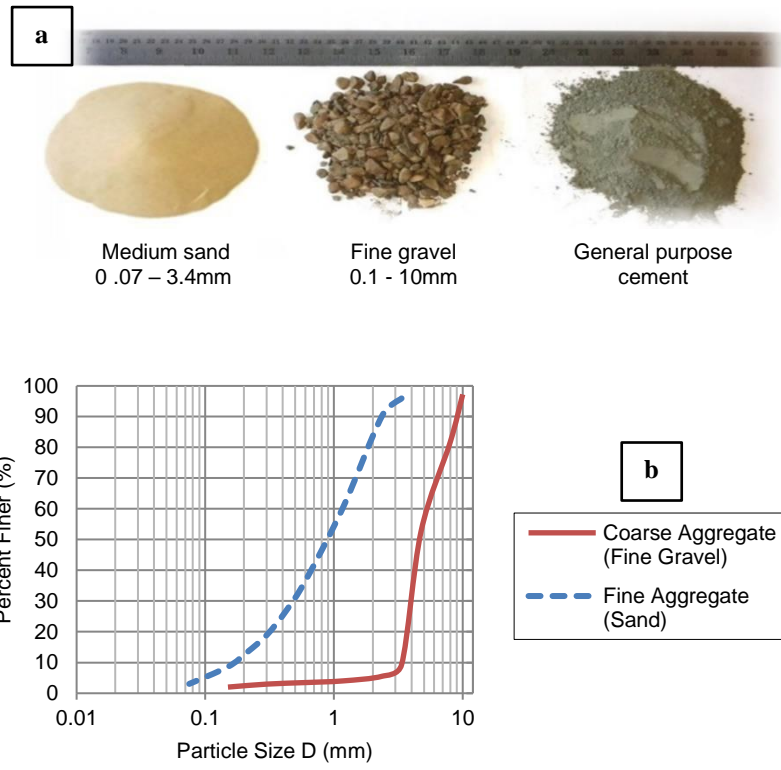 a
Medium sand
0 .07 – 3.4mm
Fine gravel
0.1 - 10mm
General purpose
cement
100
90
80
70
60
50
40
30
20
10
0
Percent Finer (%)
0.01
0.1
1
10
Particle Size D (mm)
b
Coarse Aggregate
(Fine Gravel)
Fine Aggregate
(Sand)